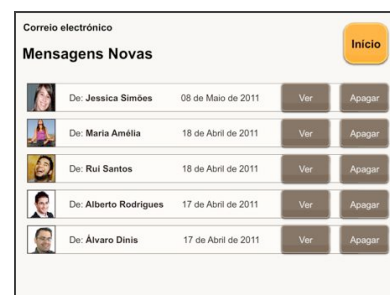 Correio electrónico
Mensagens Novas
Início
De: Jessica Simões 08 de Maio de 2011 Ver Apagar
De: Maria Amélia 18 de Abril de 2011 Ver Apagar
De: Rui Santos 18 de Abril de 2011 Ver Apagar
De: Alberto Rodrigues 17 de Abril de 2011 Ver Apagar
De: Álvaro Dinis 17 de Abril de 2011 Ver Apagar